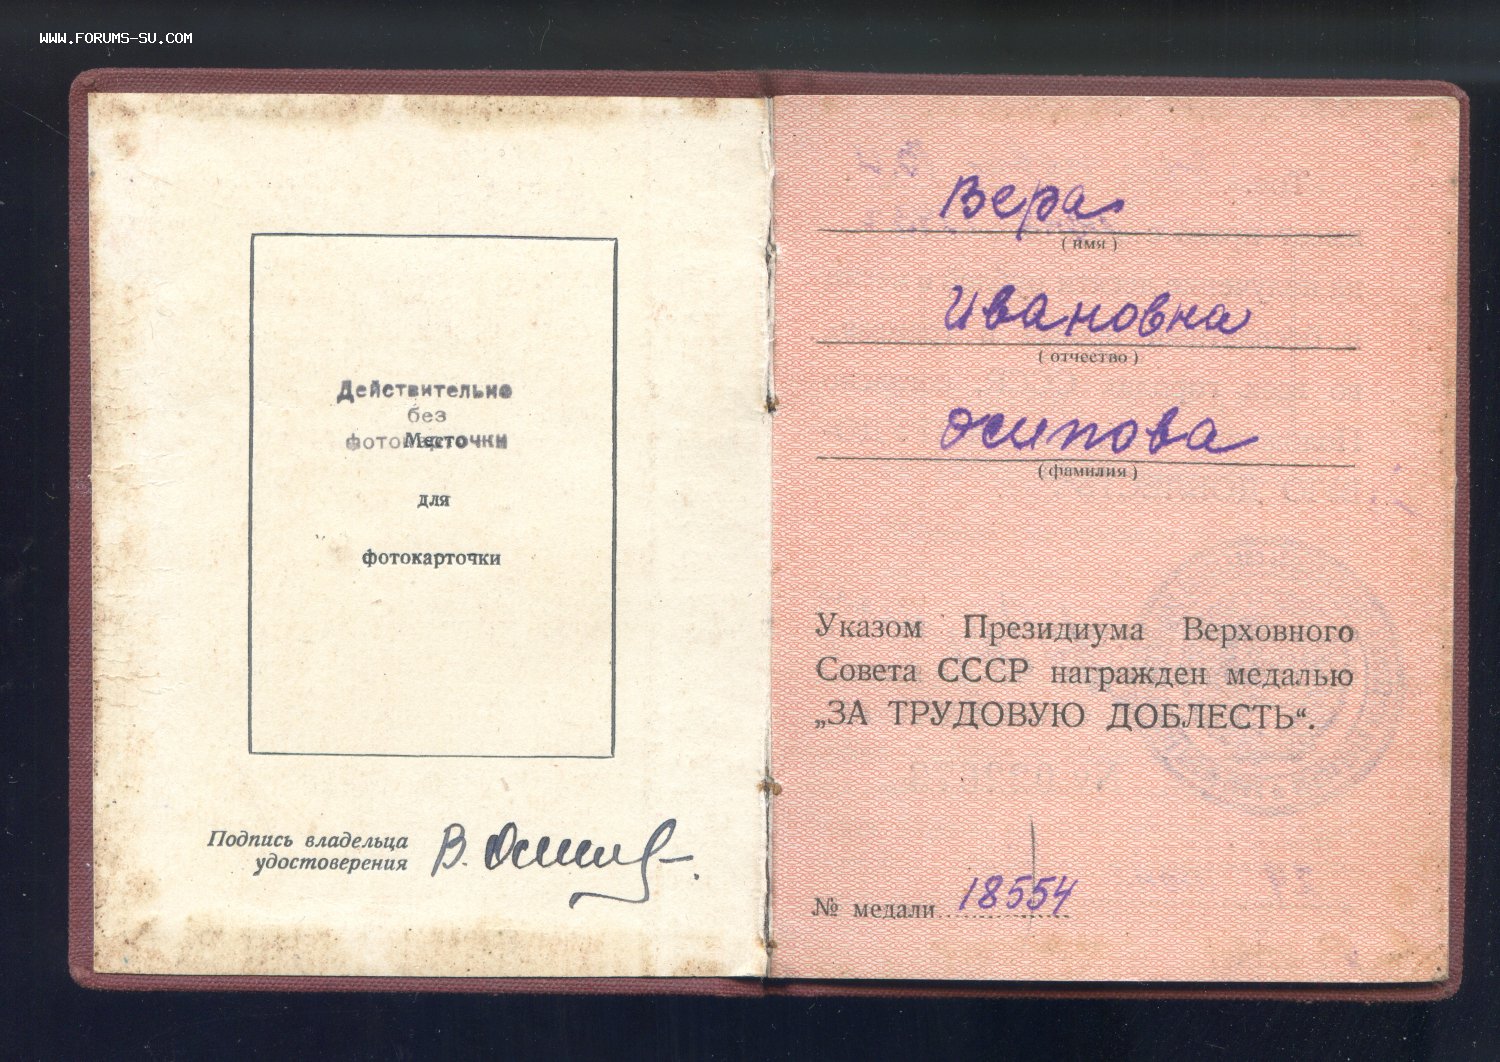 WWW.FORUMS-SU.COM
Действительно
без
фотокарточки
Место
для
фотокарточки
Подпись владельца
удостоверения
В. Осипов
Вера
(имя)
Ивановна
(отчество)
Осипова
(фамилия)
Указом Президиума Верховного
Совета СССР награжден медалью
„ЗА ТРУДОВУЮ ДОБЛЕСТЬ“.
№ медали 18554